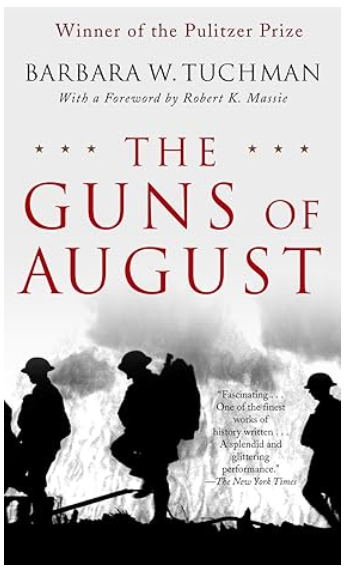 Winner of the Pulitzer Prize
BARBARA W. TUCHMAN
With a Foreword by Robert K. Massie
★ ★ ★ THE ★ ★ ★
GUNS OF
AUGUST
“Fascinating . . .
One of the finest
works of
history written . . .
A splendid and
glittering
performance.”
—The New York Times